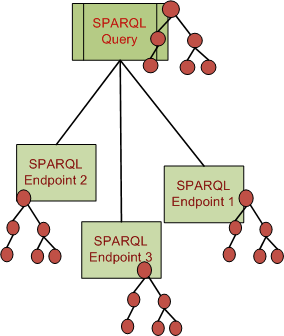 SPARQL
Query
SPARQL
Endpoint 2
SPARQL
Endpoint 1
SPARQL
Endpoint 3